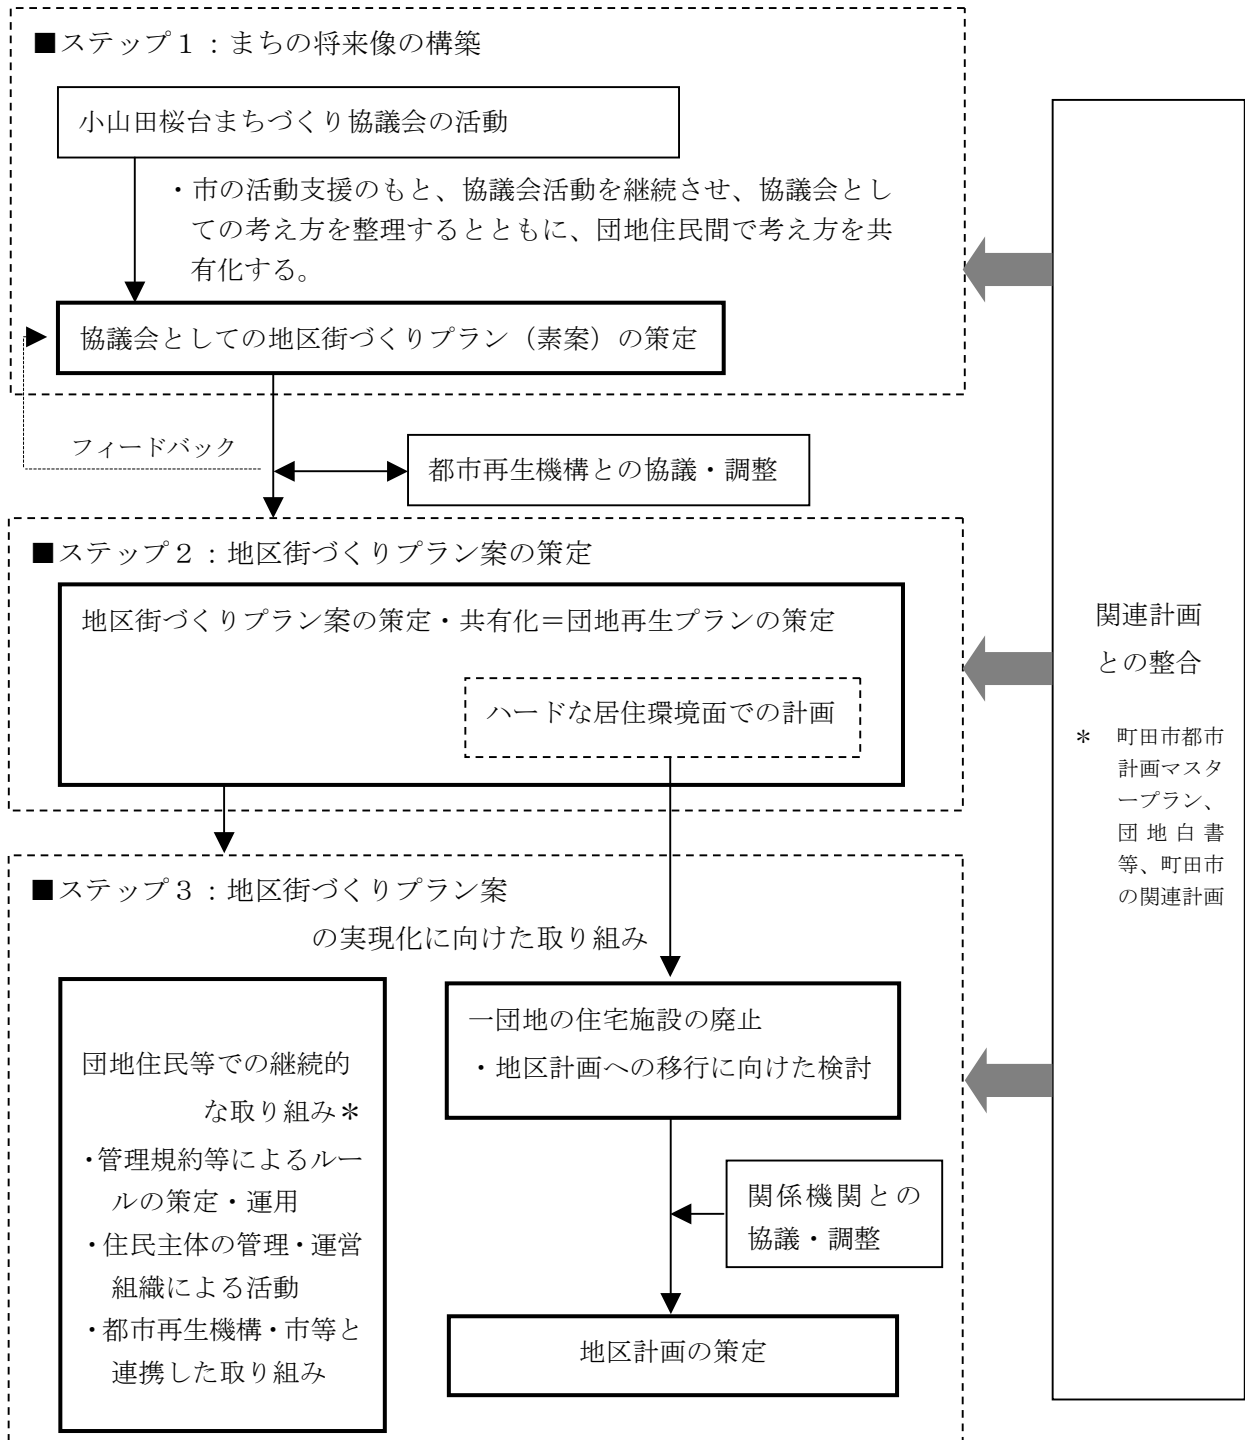 ■ステップ１：まちの将来像の構築
小山田桜台まちづくり協議会の活動
・市の活動支援のもと、協議会活動を継続させ、協議会とし
ての考え方を整理するとともに、団地住民間で考え方を共
有化する。
協議会としての地区街づくりプラン（素案）の策定
フィードバック
都市再生機構との協議・調整
■ステップ２：地区街づくりプラン案の策定
地区街づくりプラン案の策定・共有化＝団地再生プランの策定
ハードな居住環境面での計画
■ステップ３：地区街づくりプラン案
の実現化に向けた取り組み
団地住民等での継続的
な取り組み＊
・管理規約等によるルー
ルの策定・運用
・住民主体の管理・運営
組織による活動
・都市再生機構・市等と
連携した取り組み
一団地の住宅施設の廃止
・地区計画への移行に向けた検討
関係機関との
協議・調整
地区計画の策定
関連計画
との整合
＊　町田市都市
計画マスタ
ープラン、
団地白書
等、町田市
の関連計画